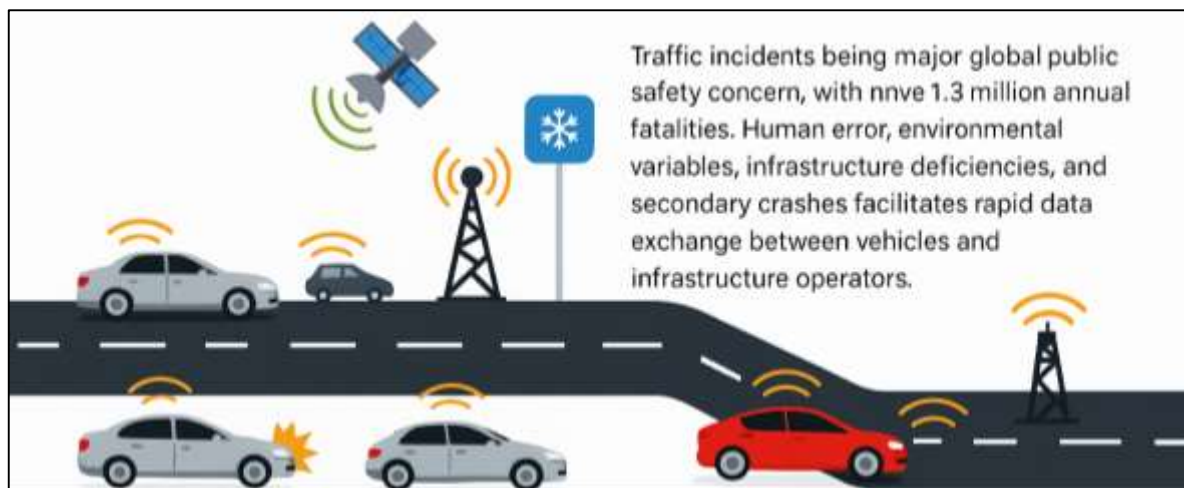 Traffic incidents being major global public
safety concern, with nnve 1.3 million annual
fatalities. Human error, environmental
variables, infrastructure deficiencies, and
secondary crashes facilitates rapid data
exchange between vehicles and
infrastructure operators.